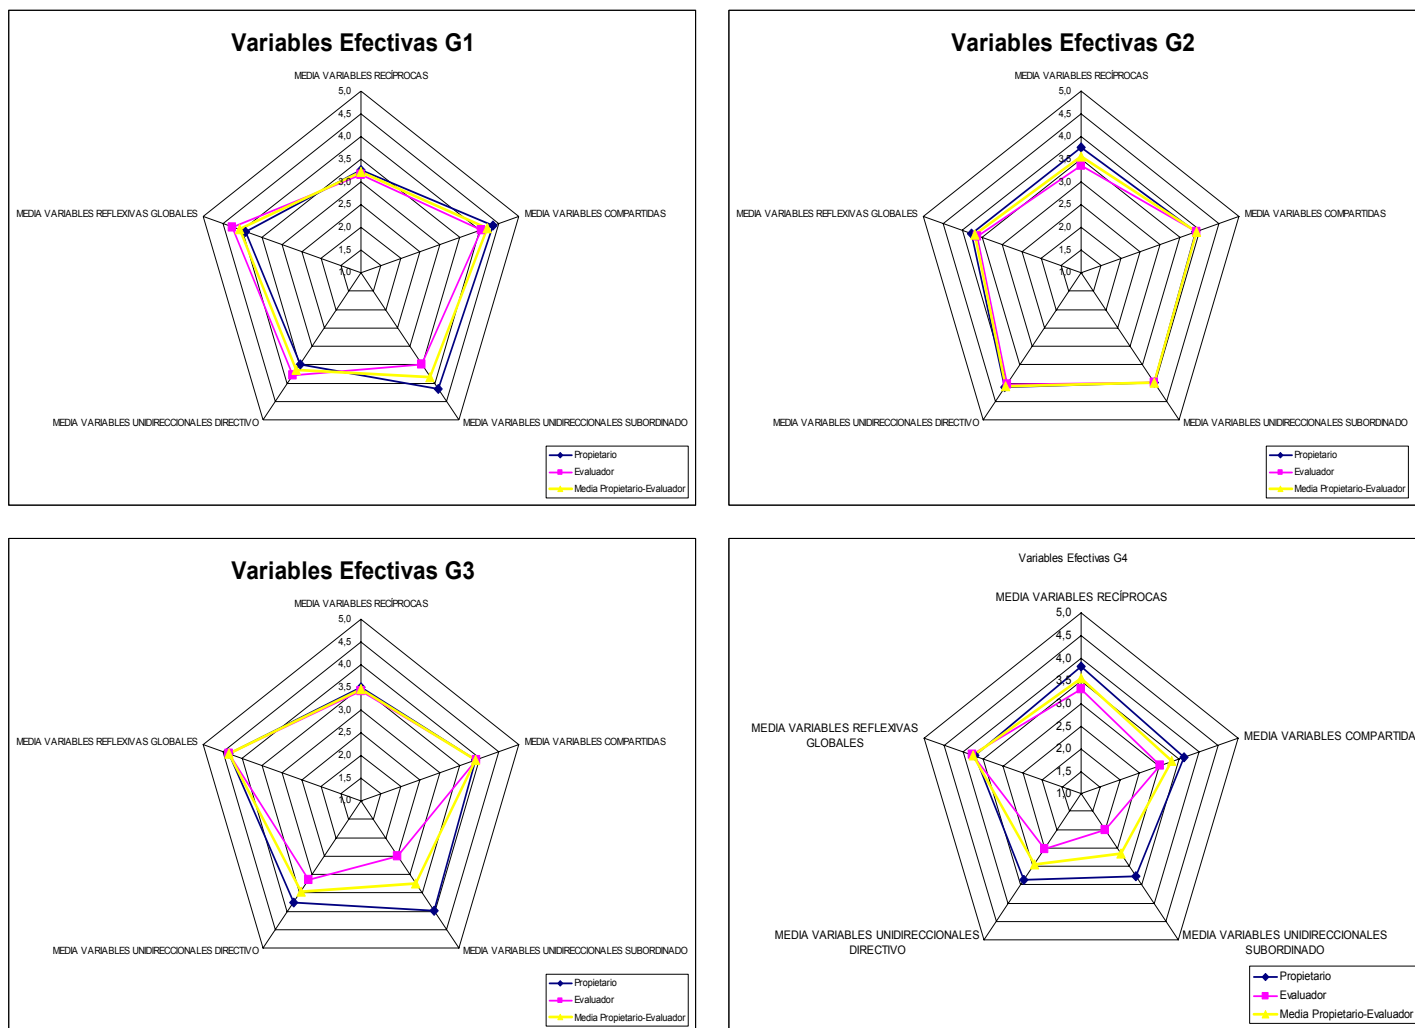 Variables Efectivas G1
MEDIA VARIABLES RECÍPROCAS
5,0
4,5
4,0
3,5
3,0
2,5
2,0
1,5
1,0
MEDIA VARIABLES REFLEXIVAS GLOBALES
MEDIA VARIABLES COMPARTIDAS
MEDIA VARIABLES UNIDIRECCIONALES DIRECTIVO
MEDIA VARIABLES UNIDIRECCIONALES SUBORDINADO
Propietario
Evaluador
Media Propietario-Evaluador
Variables Efectivas G2
MEDIA VARIABLES RECÍPROCAS
5,0
4,5
4,0
3,5
3,0
2,5
2,0
1,5
1,0
MEDIA VARIABLES REFLEXIVAS GLOBALES
MEDIA VARIABLES COMPARTIDAS
MEDIA VARIABLES UNIDIRECCIONALES DIRECTIVO
MEDIA VARIABLES UNIDIRECCIONALES SUBORDINADO
Propietario
Evaluador
Media Propietario-Evaluador
Variables Efectivas G3
MEDIA VARIABLES RECÍPROCAS
5,0
4,5
4,0
3,5
3,0
2,5
2,0
1,5
1,0
MEDIA VARIABLES REFLEXIVAS GLOBALES
MEDIA VARIABLES COMPARTIDAS
MEDIA VARIABLES UNIDIRECCIONALES DIRECTIVO
MEDIA VARIABLES UNIDIRECCIONALES SUBORDINADO
Propietario
Evaluador
Media Propietario-Evaluador
Variables Efectivas G4
MEDIA VARIABLES RECÍPROCAS
5,0
4,5
4,0
3,5
3,0
2,5
2,0
1,5
1,0
MEDIA VARIABLES REFLEXIVAS
GLOBALES
MEDIA VARIABLES COMPARTIDA
MEDIA VARIABLES UNIDIRECCIONALES
DIRECTIVO
MEDIA VARIABLES UNIDIRECCIONALES
SUBORDINADO
Propietario
Evaluador
Media Propietario-Evaluador